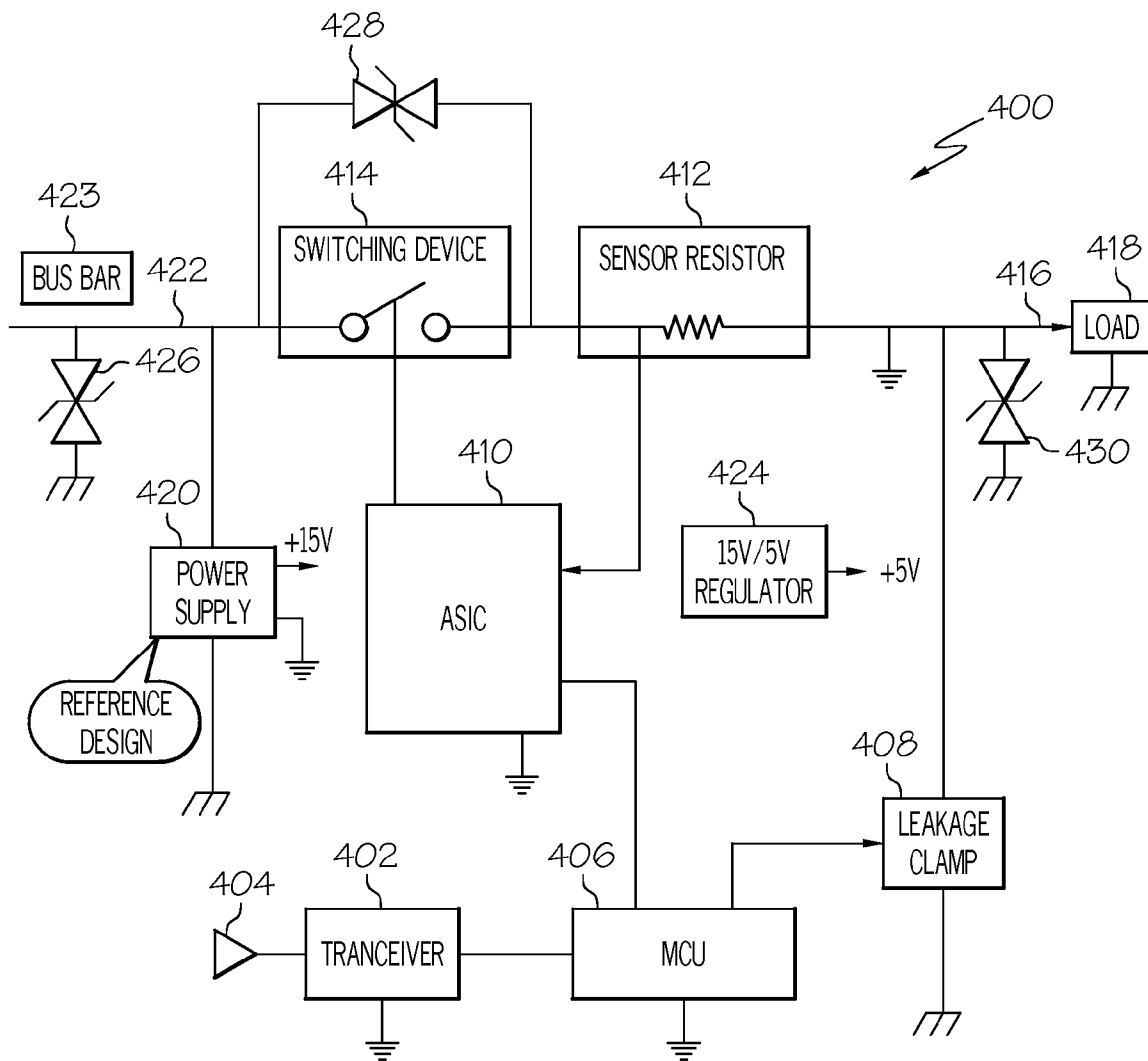 428
400
414
412
423
SWITCHING DEVICE
SENSOR RESISTOR
418
BUS BAR
422
416
LOAD
426
430
410
420
424
+15V
15V/5V
REGULATOR
+5V
POWER
SUPPLY
ASIC
REFERENCE
DESIGN
408
LEAKAGE
CLAMP
402
406
404
TRANCEIVER
MCU